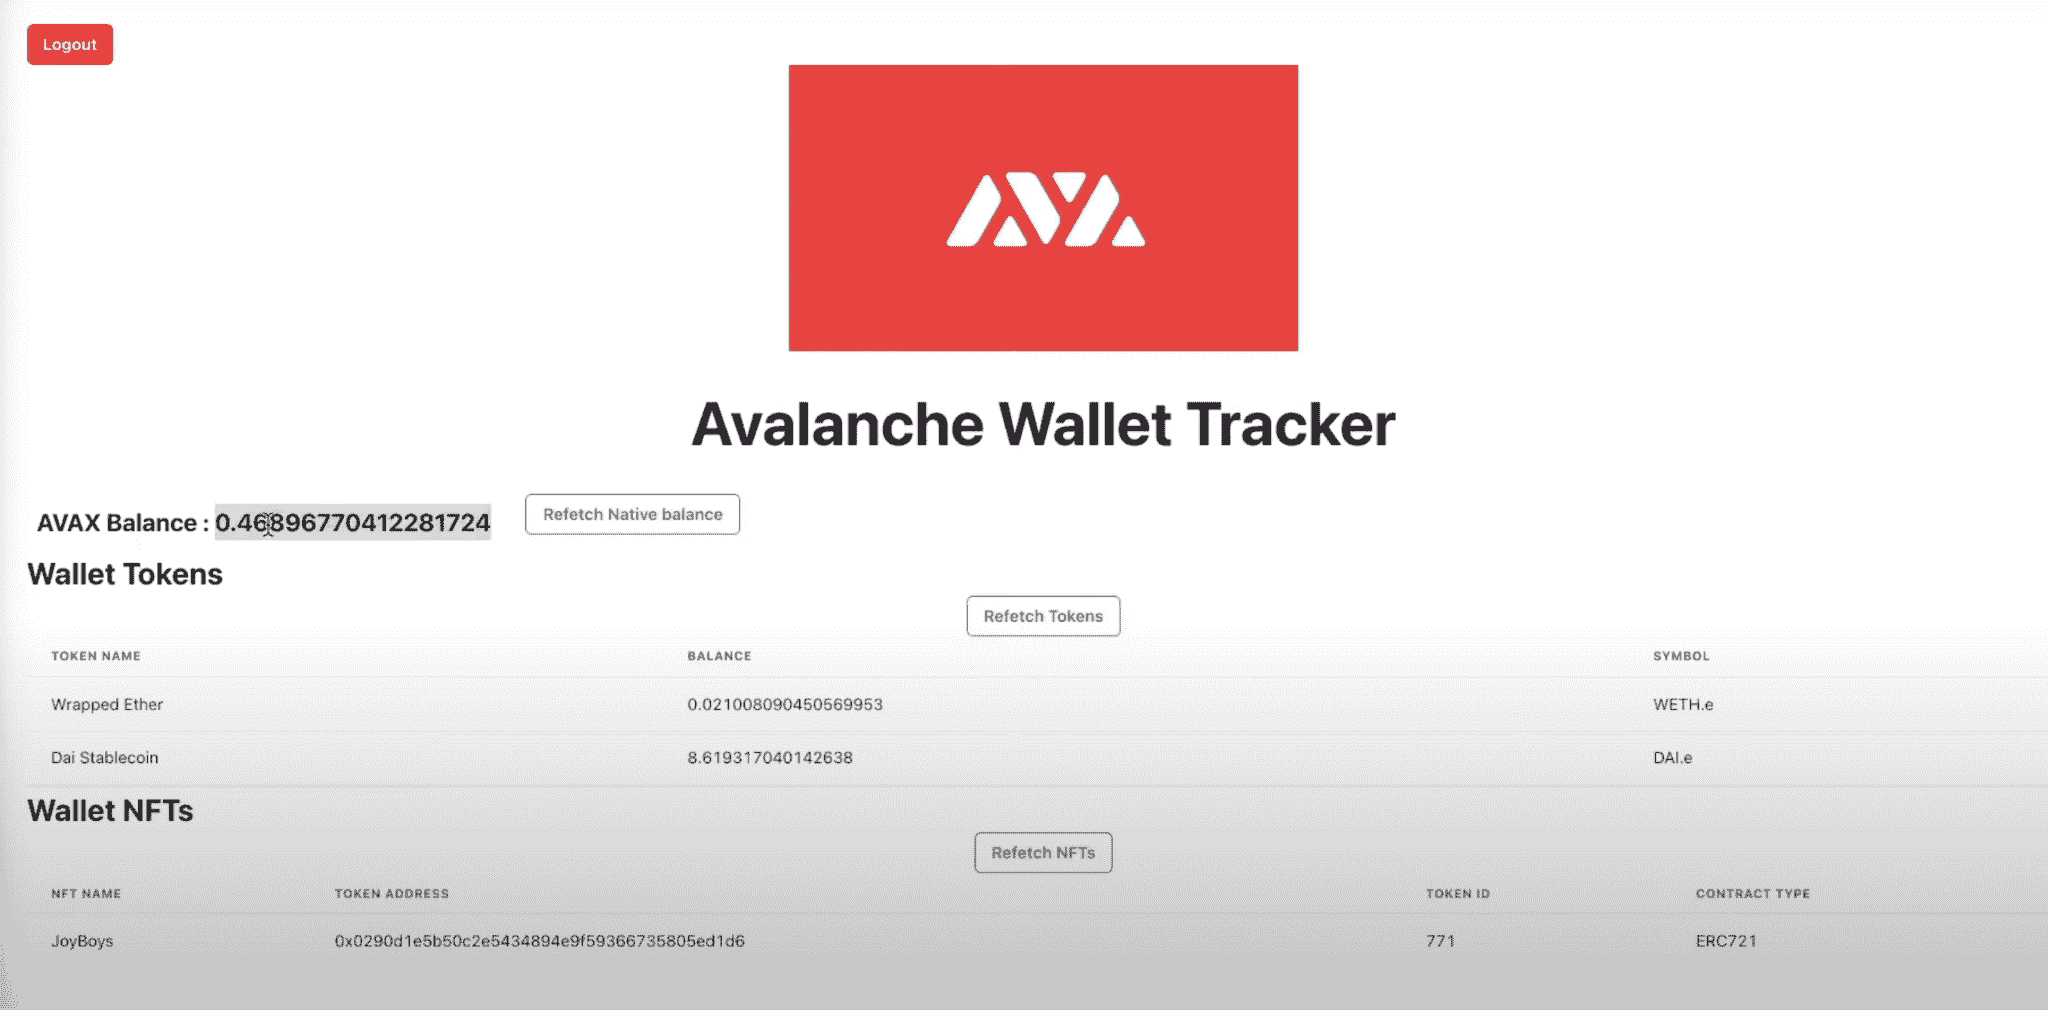 Logout
AVA
Avalanche Wallet Tracker
AVAX Balance : 0.46896770412281724 Refetch Native balance
Wallet Tokens
Refetch Tokens
TOKEN NAME BALANCE SYMBOL
Wrapped Ether 0.021008090450569953 WETH.e
Dai Stablecoin 8.619317040142638 DAI.e
Wallet NFTs
Refetch NFTs
NFT NAME TOKEN ADDRESS TOKEN ID CONTRACT TYPE
JoyBoys 0x0290d1e5b50c2e5434894e9f59366735805ed1d6 771 ERC721